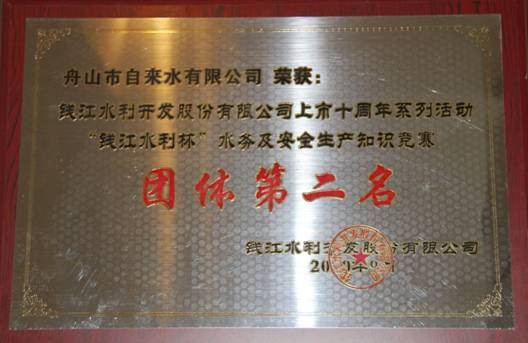 舟山市自来水有限公司 荣获：
钱江水利开发股份有限公司上市十周年系列活动
“钱江水利杯”水务及安全生产知识竞赛
团体第二名
钱江水利开发股份有限公司